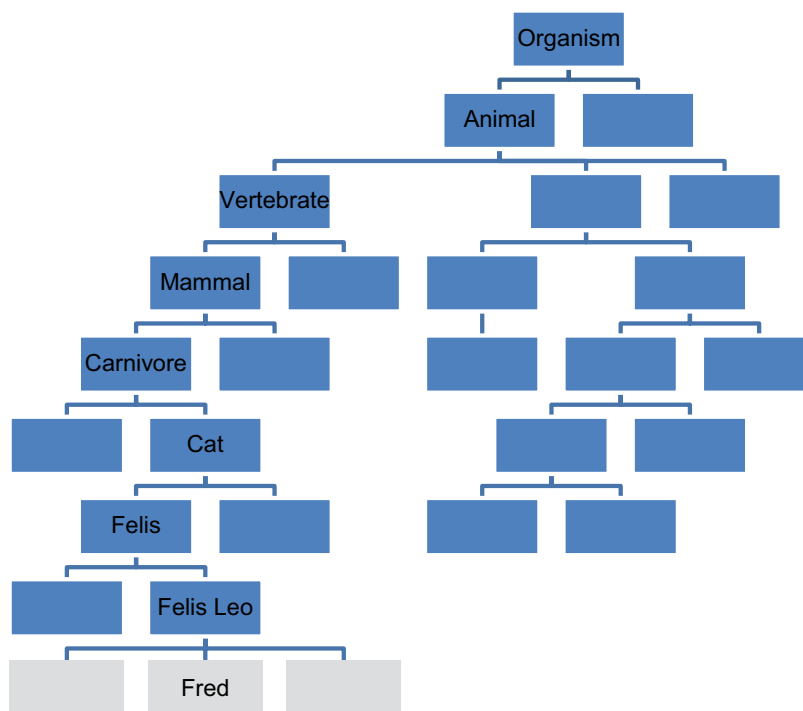 Organism
Animal
Vertebrate
Mammal
Carnivore
Cat
Felis
Felis Leo
Fred